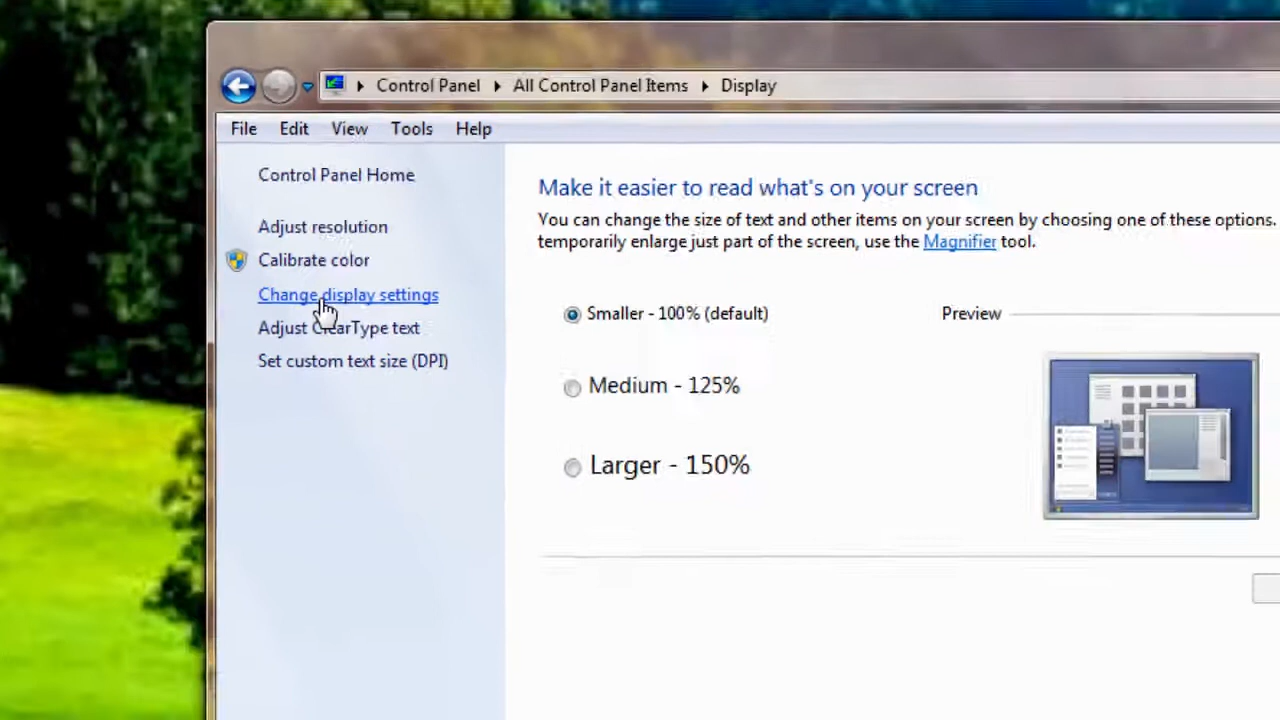 Control Panel All Control Panel Items Display
File Edit View Tools Help
Control Panel Home
Adjust resolution
Calibrate color
Change display settings
Adjust ClearType text
Set custom text size (DPI)
Make it easier to read what's on your screen
You can change the size of text and other items on your screen by choosing one of these options.
temporarily enlarge just part of the screen, use the Magnifier tool.
Smaller - 100% (default)
Preview
Medium - 125%
Larger - 150%